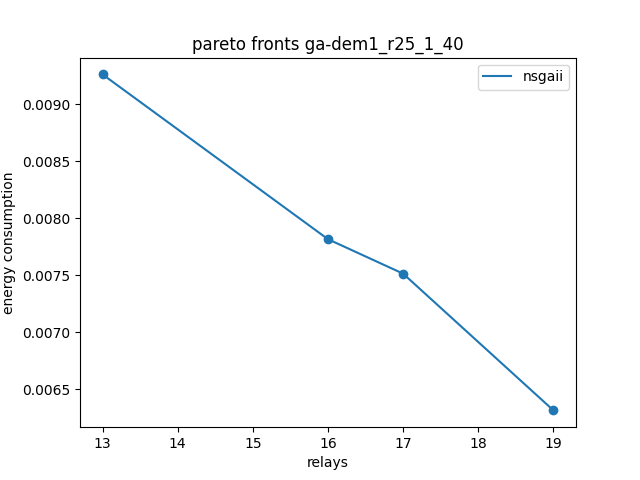 pareto fronts ga-dem1_r25_1_40
nsgaii
energy consumption
0.0090
0.0085
0.0080
0.0075
0.0070
0.0065
13 14 15 16 17 18 19
relays